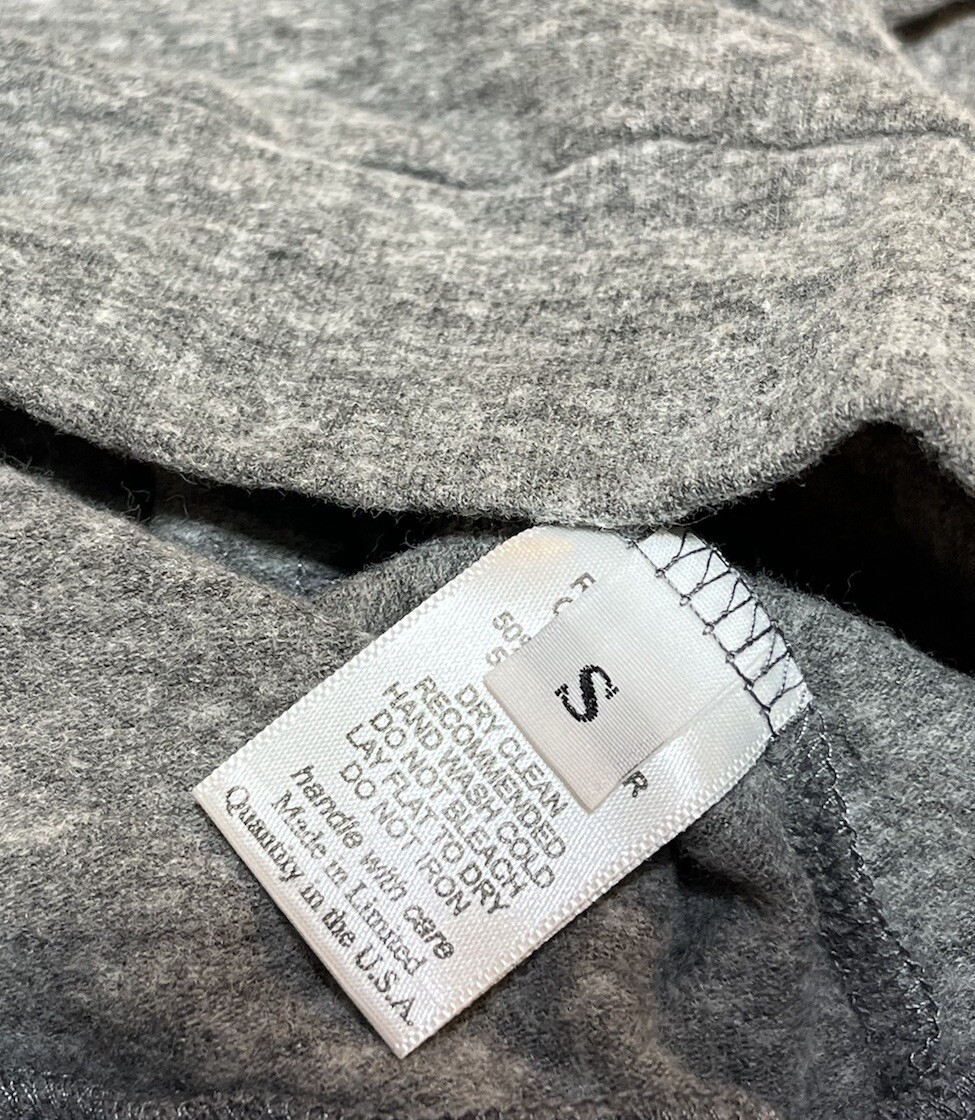 S
DRY CLEAN
RECOMMENDED
HAND WASH COLD
DO NOT BLEACH
LAY FLAT TO DRY
DO NOT IRON
handle with care
Made in Limited
Quantity in the U.S.A.